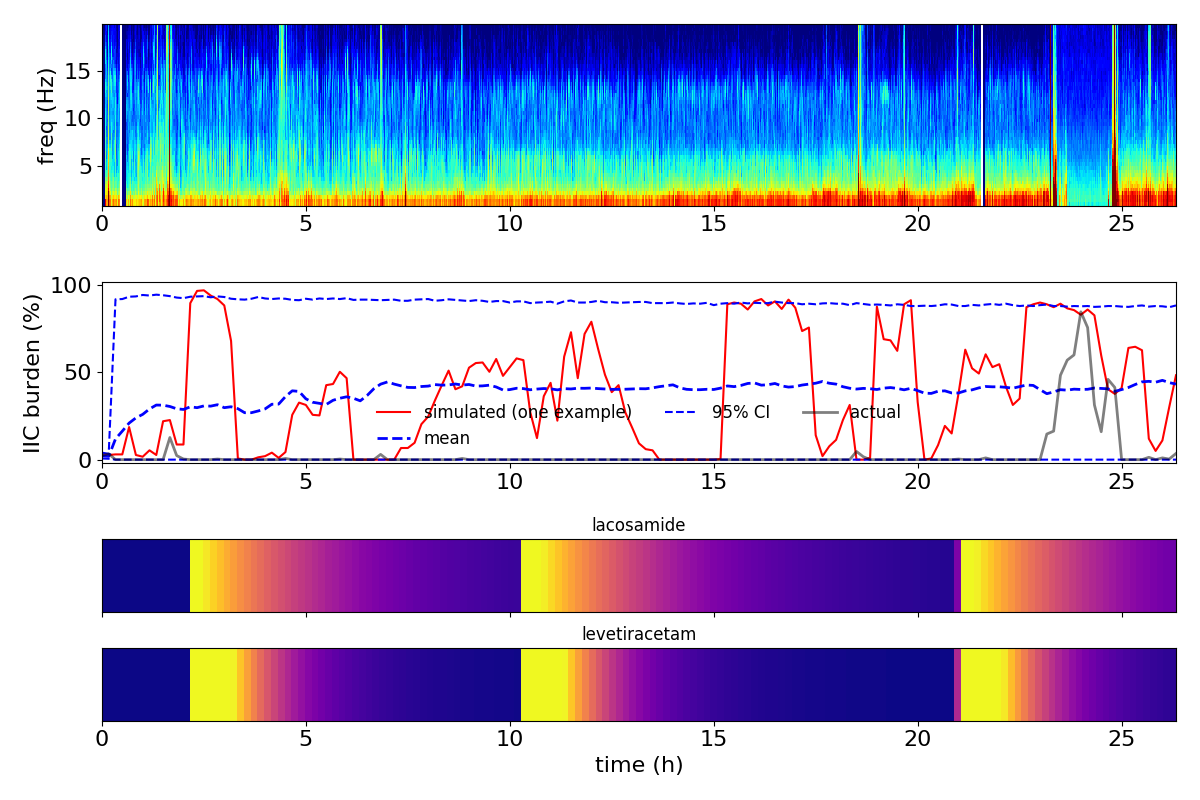 freq (Hz)
15
10
5
0 5 10 15 20 25
IIC burden (%)
100
50
0
simulated (one example) 95% CI actual
mean
0 5 10 15 20 25
lacosamide
levetiracetam
0 5 10 15 20 25
time (h)